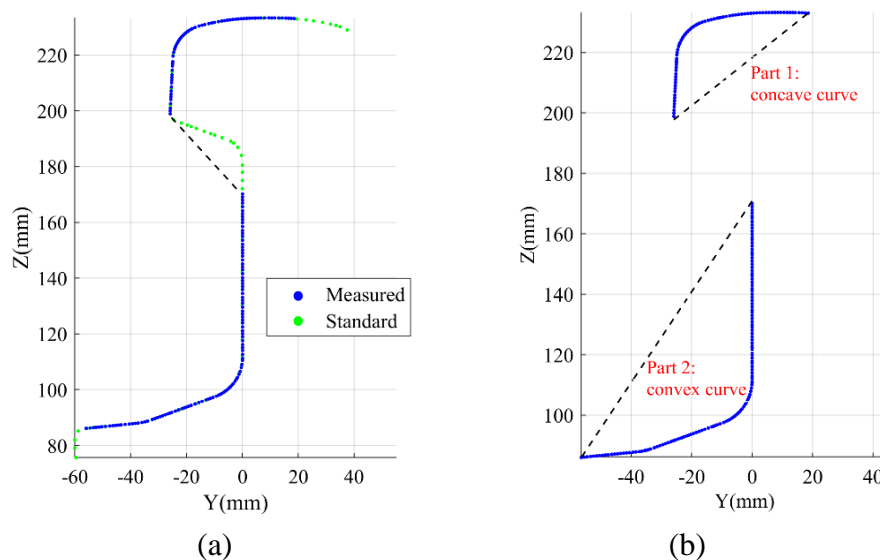 220
200
180
160
140
120
100
80
Z(mm)
-60 -40 -20 0 20 40
Y(mm)
Measured
Standard
(a)
220
200
180
160
140
120
100
Z(mm)
-40 -20 0 20 40
Y(mm)
Part 1:
concave curve
Part 2:
convex curve
(b)